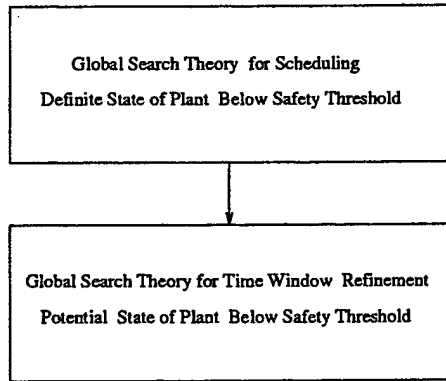 Global Search Theory for Scheduling
Definite State of Plant Below Safety Threshold
Global Search Theory for Time Window Refinement
Potential State of Plant Below Safety Threshold